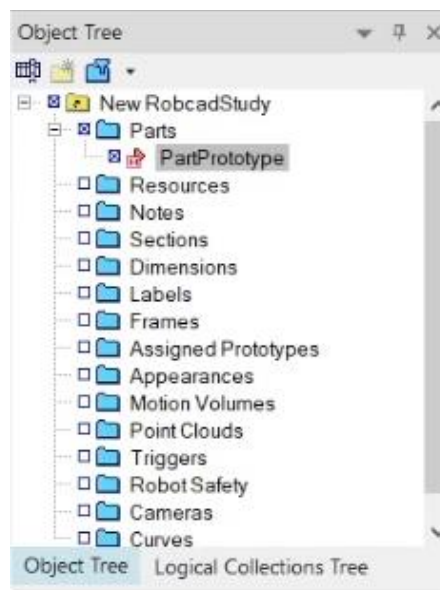 Object Tree
New RobcadStudy
Parts
PartPrototype
Resources
Notes
Sections
Dimensions
Labels
Frames
Assigned Prototypes
Appearances
Motion Volumes
Point Clouds
Triggers
Robot Safety
Cameras
Curves
Object Tree Logical Collections Tree